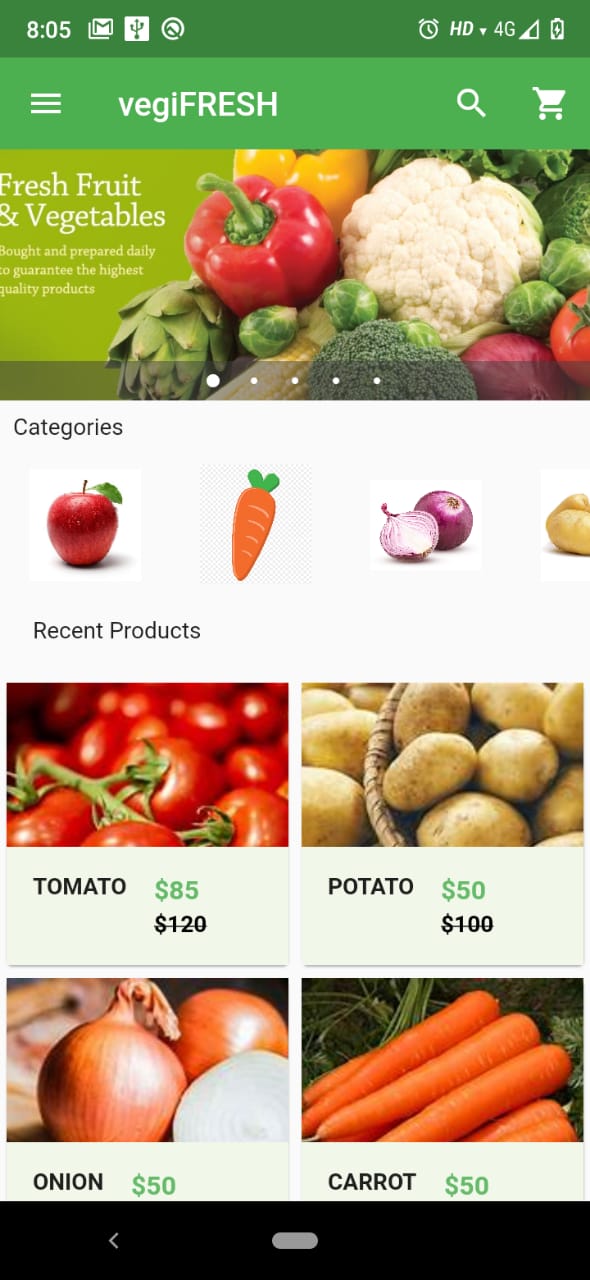 8:05 HD 4G
vegiFRESH
Fresh Fruit
& Vegetables
Bought and prepared daily
to guarantee the highest
quality products
Categories
Recent Products
TOMATO $85
$120
POTATO $50
$100
ONION $50
CARROT $50